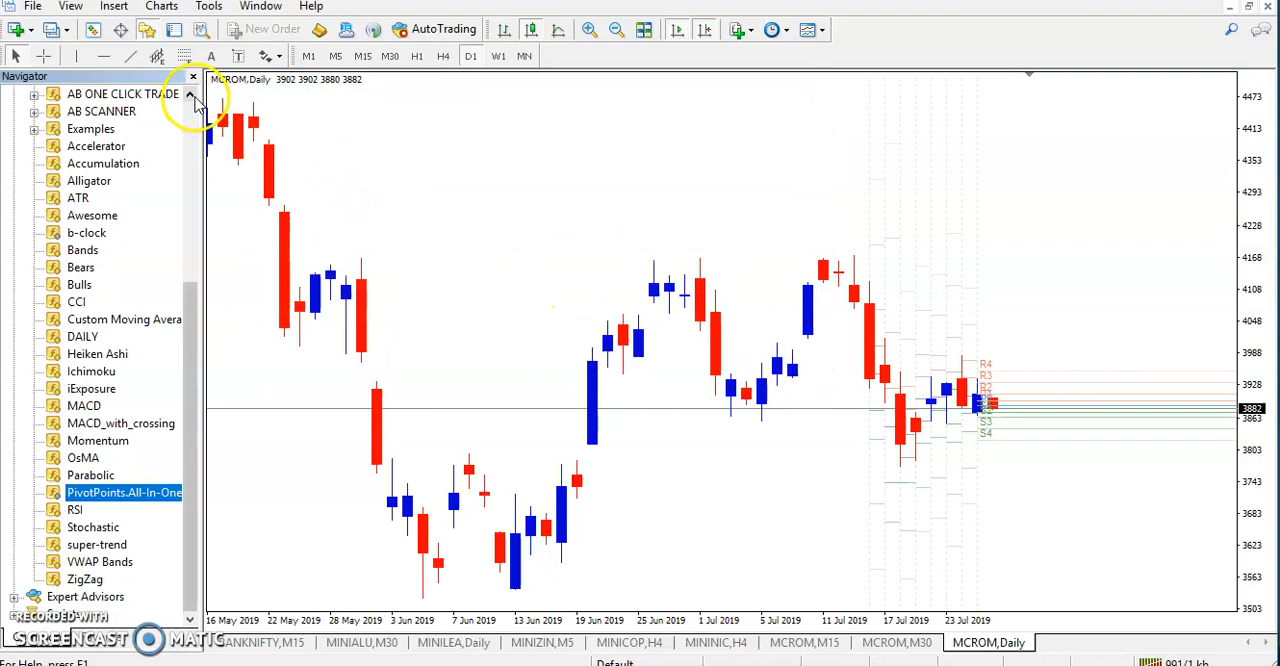 File View Insert Charts Tools Window Help
New Order AutoTrading
A T M1 M5 M15 M30 H1 H4 D1 W1 MN
Navigator
AB ONE CLICK TRADE
AB SCANNER
Examples
Accelerator
Accumulation
Alligator
ATR
Awesome
b-clock
Bands
Bears
Bulls
CCI
Custom Moving Avera
DAILY
Heiken Ashi
Ichimoku
iExposure
MACD
MACD_with_crossing
Momentum
OsMA
Parabolic
PivotPoints.All-In-One
RSI
Stochastic
super-trend
VWAP Bands
ZigZag
Expert Advisors
RECORDED WITH
SCREENCAST MATIC
MCROM,Daily 3902 3902 3880 3882
R4
R3
R2
S3
S4
4473
4413
4353
4293
4228
4168
4108
4048
3988
3928
3882
3863
3803
3743
3683
3623
3563
3503
16 May 2019 22 May 2019 28 May 2019 3 Jun 2019 7 Jun 2019 13 Jun 2019 19 Jun 2019 25 Jun 2019 1 Jul 2019 5 Jul 2019 11 Jul 2019 17 Jul 2019 23 Jul 2019
BANKNIFTY,M15 MINIALU,M30 MINILEA,Daily MINIZIN,M5 MINICOP,H4 MININIC,H4 MCROM,M15 MCROM,M30 MCROM,Daily
For Help, press F1 Default 991/1 kb